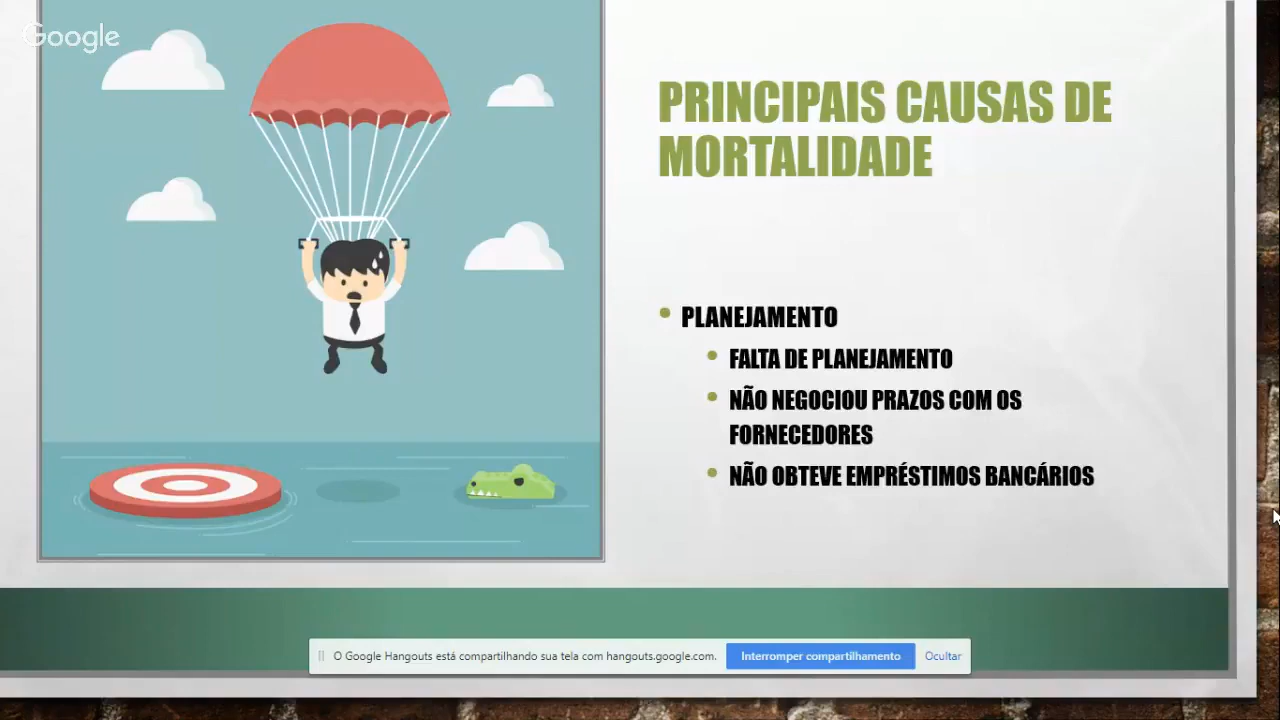 Google
PRINCIPAIS CAUSAS DE
MORTALIDADE
PLANEJAMENTO
FALTA DE PLANEJAMENTO
NÃO NEGOCIOU PRAZOS COM OS
FORNECEDORES
NÃO OBTEVE EMPRÉSTIMOS BANCÁRIOS
O Google Hangouts está compartilhando sua tela com hangouts.google.com. Interromper compartilhamento Ocultar